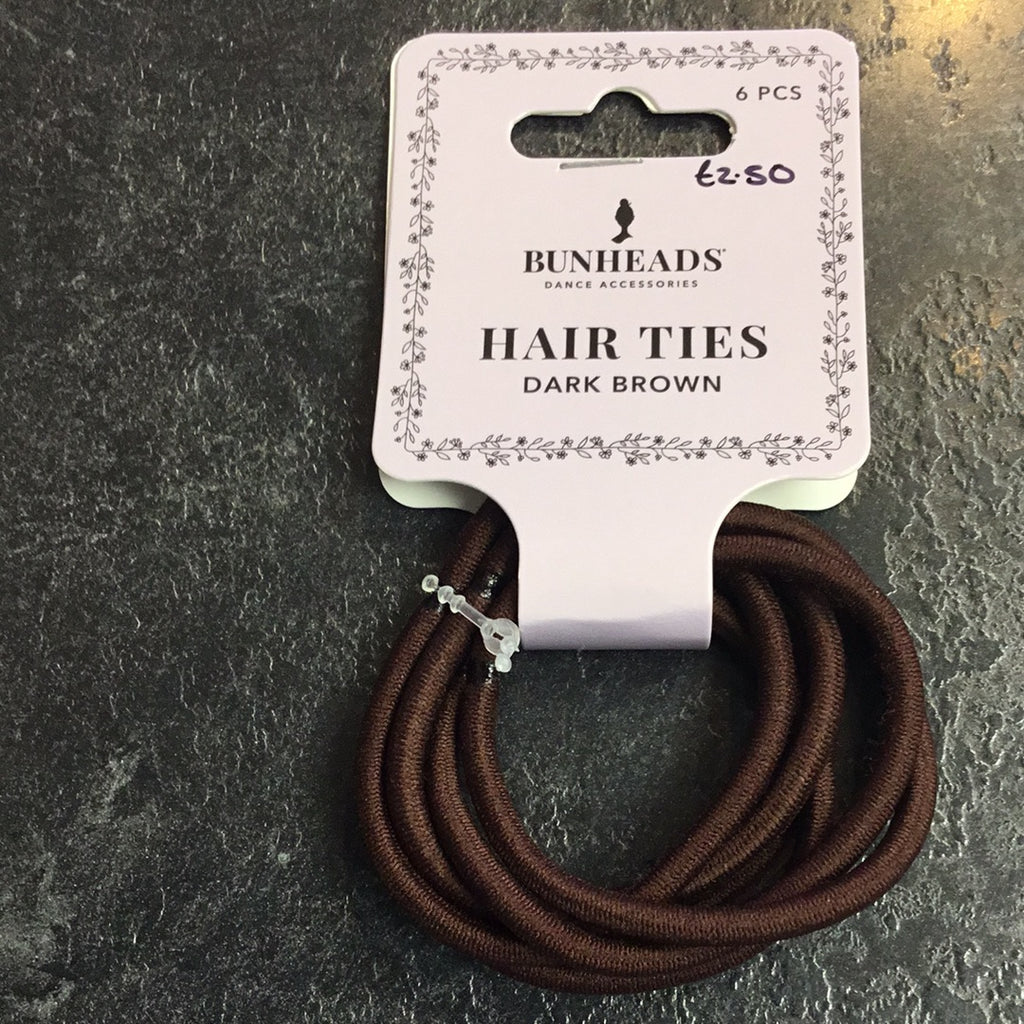 6 PCS
£2.50
BUNHEADS®
DANCE ACCESSORIES
HAIR TIES
DARK BROWN